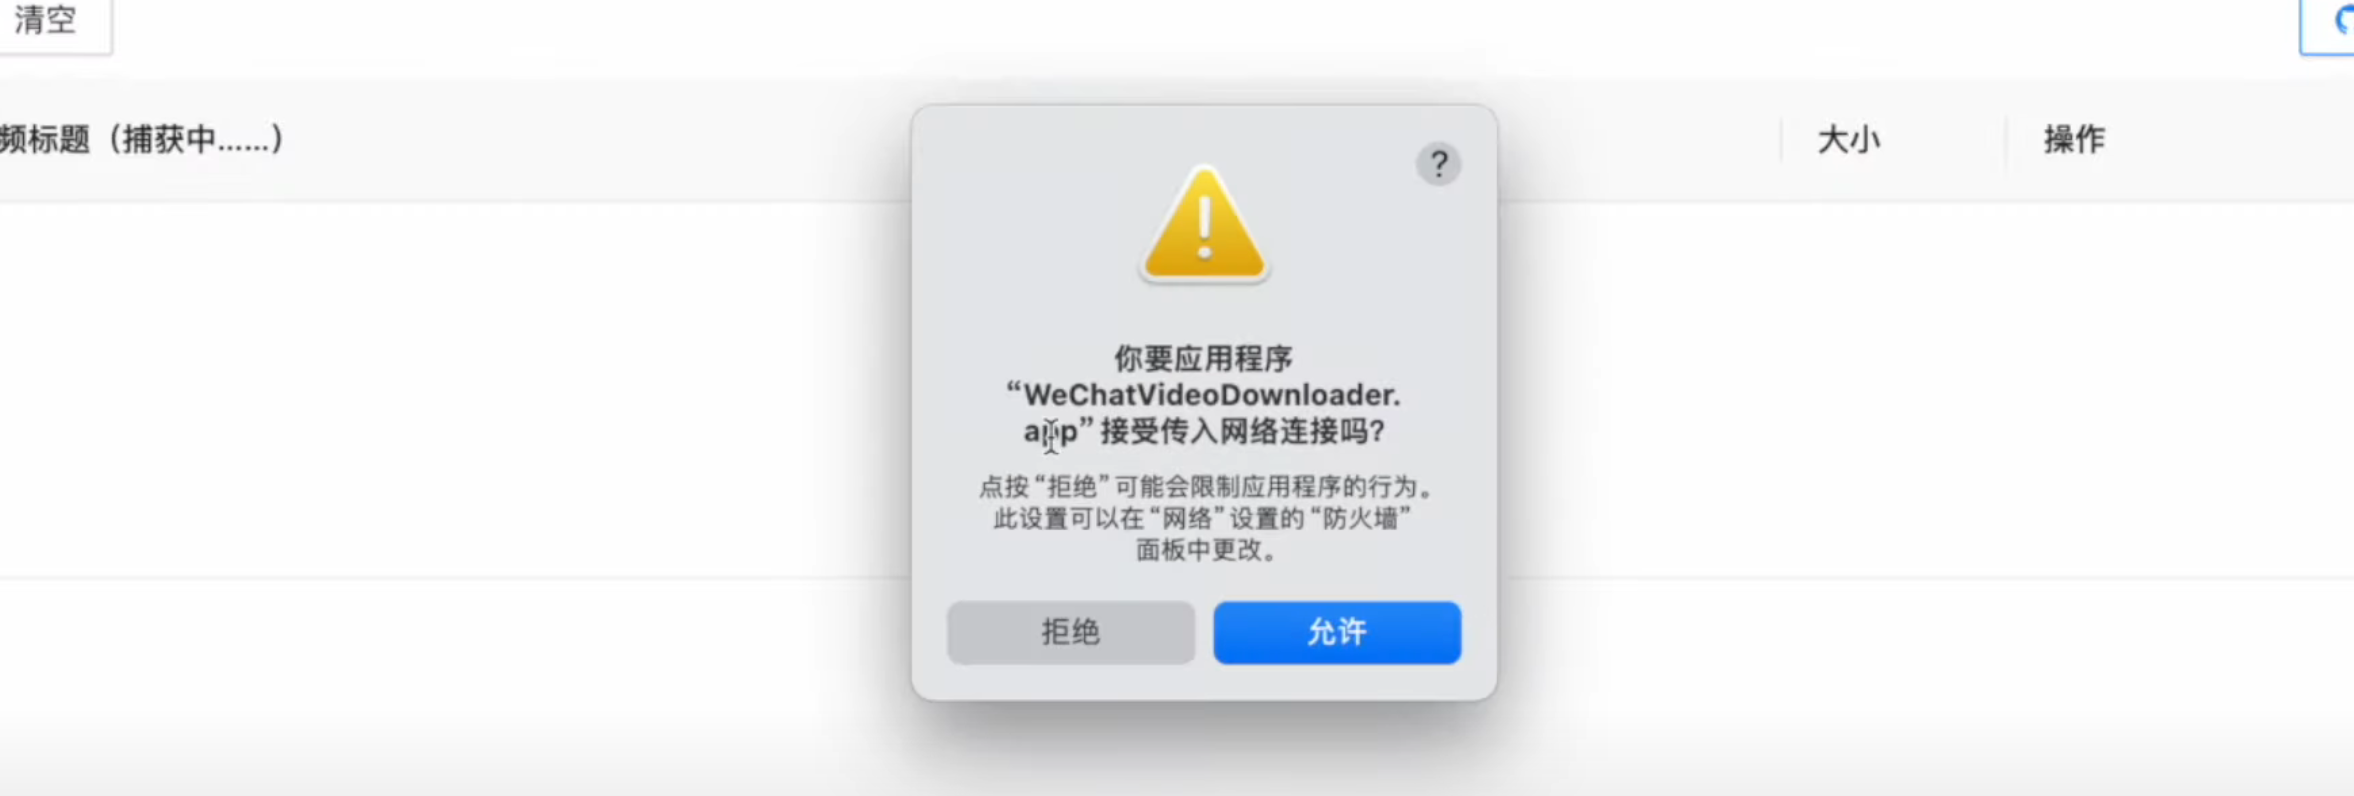 清空
频标题（捕获中......）
大小
操作
?
你要应用程序
“WeChatVideoDownloader.
app”接受传入网络连接吗?
点按“拒绝”可能会限制应用程序的行为。
此设置可以在“网络”设置的“防火墙”
面板中更改。
拒绝
允许